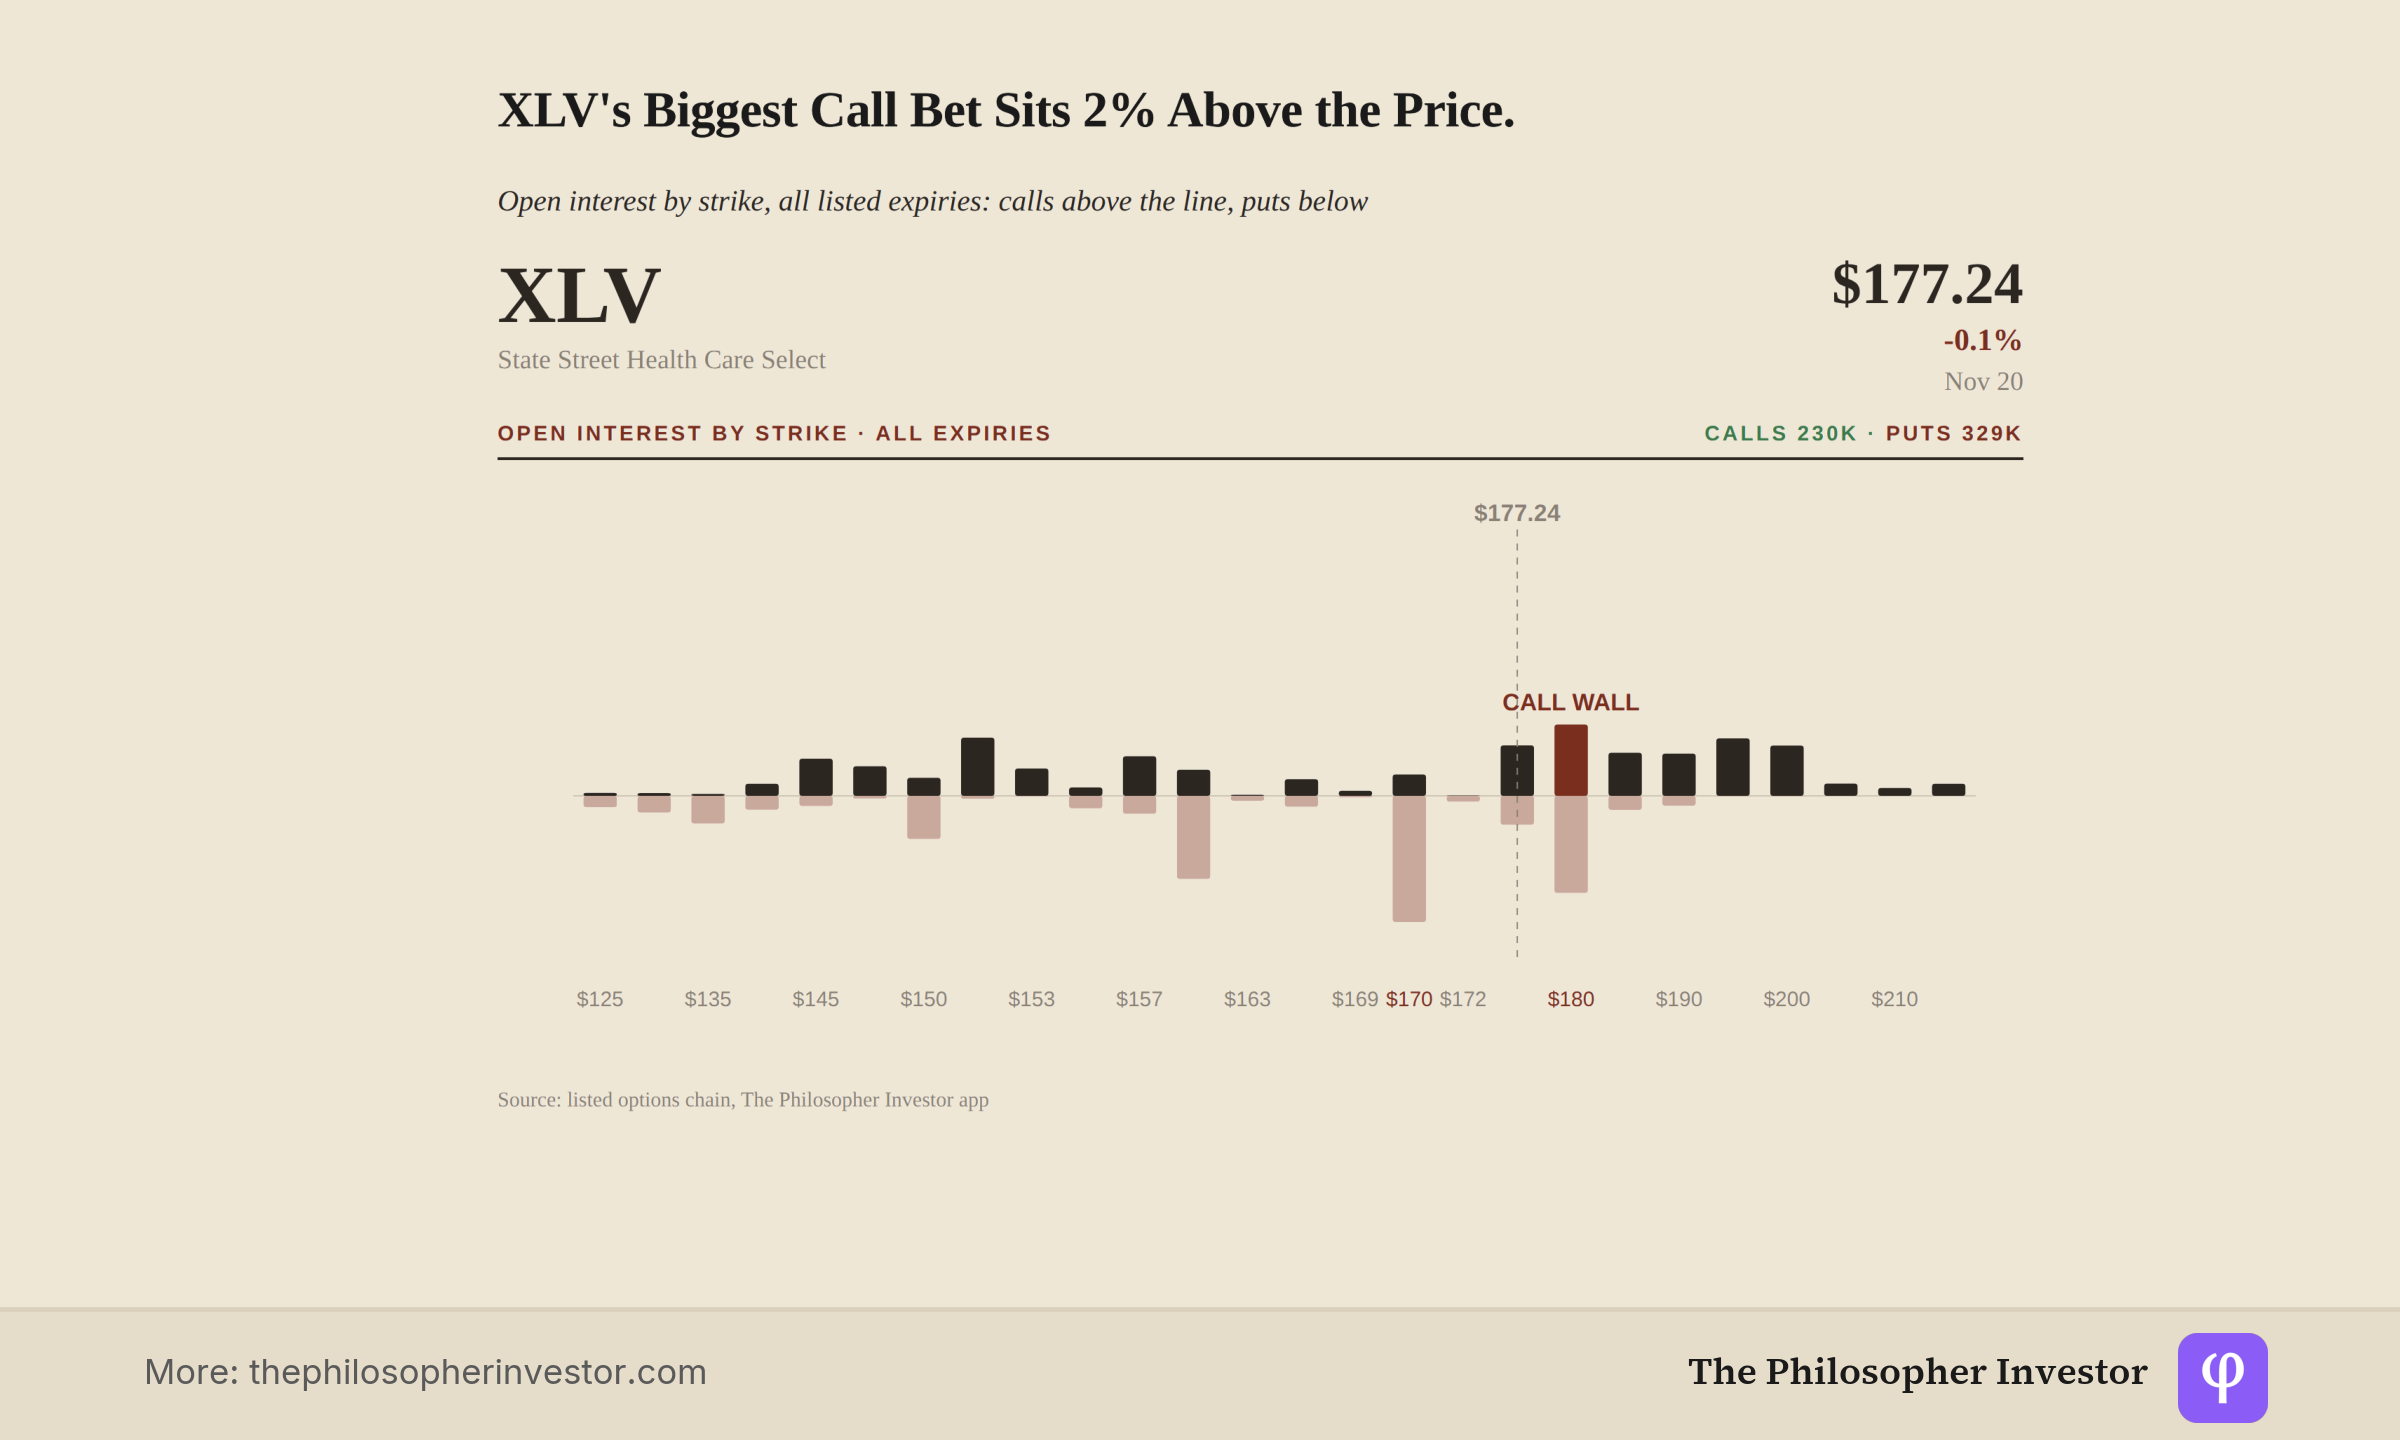 XLV's Biggest Call Bet Sits 2% Above the Price.
Open interest by strike, all listed expiries: calls above the line, puts below
XLV
$177.24
State Street Health Care Select
-0.1%
Nov 20
OPEN INTEREST BY STRIKE · ALL EXPIRIES
CALLS 230K · PUTS 329K
$177.24
CALL WALL
$125 $135 $145 $150 $153 $157 $163 $169 $170 $172 $180 $190 $200 $210
Source: listed options chain, The Philosopher Investor app
More: thephilosopherinvestor.com
The Philosopher Investor φ